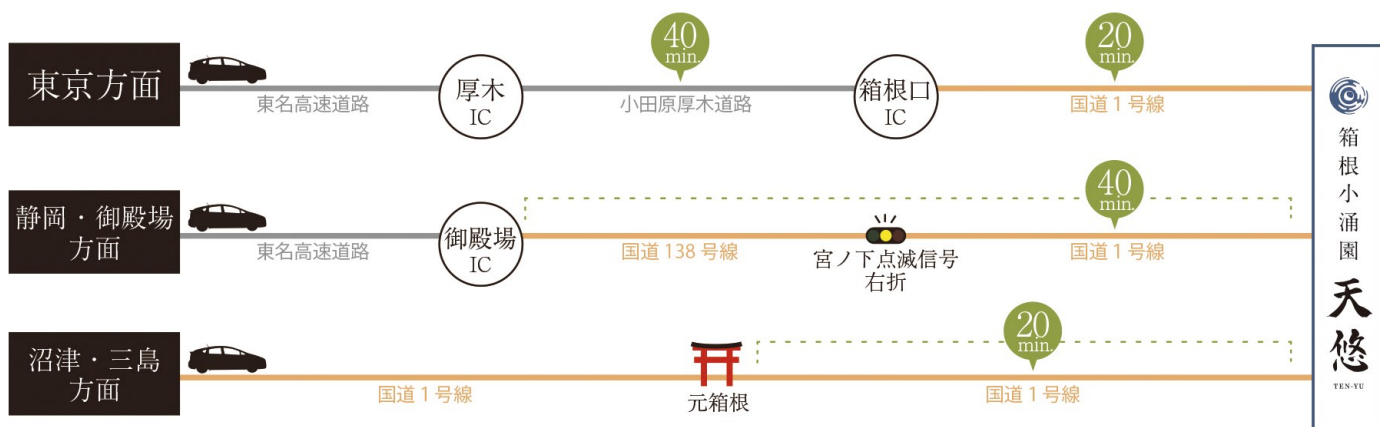 東京方面
東名高速道路
厚木
IC
40
min.
小田原厚木道路
箱根口
IC
20
min.
国道1号線
静岡・御殿場
方面
東名高速道路
御殿場
IC
国道138号線
宮ノ下点滅信号
右折
40
min.
国道1号線
沼津・三島
方面
国道1号線
元箱根
20
min.
国道1号線
箱根小涌園
天悠
TEN-YU